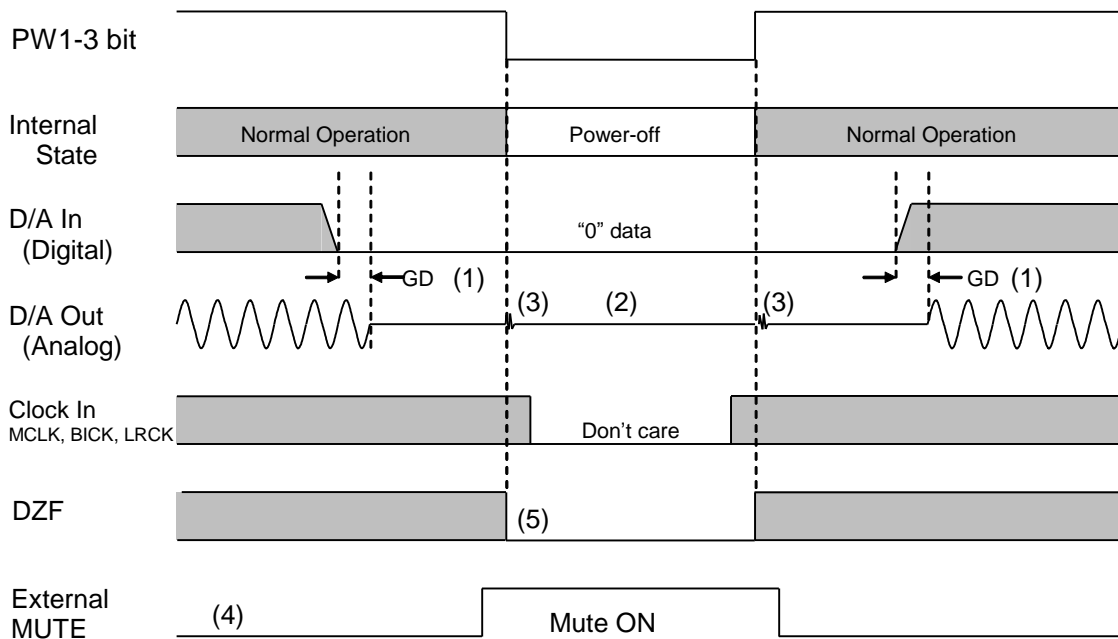 PW1-3 bit
Internal
State
Normal Operation
Power-off
Normal Operation
D/A In
(Digital)
“0” data
GD (1)
GD (1)
D/A Out
(Analog)
(3)
(2)
(3)
Clock In
MCLK, BICK, LRCK
Don’t care
DZF
(5)
External
MUTE
(4)
Mute ON